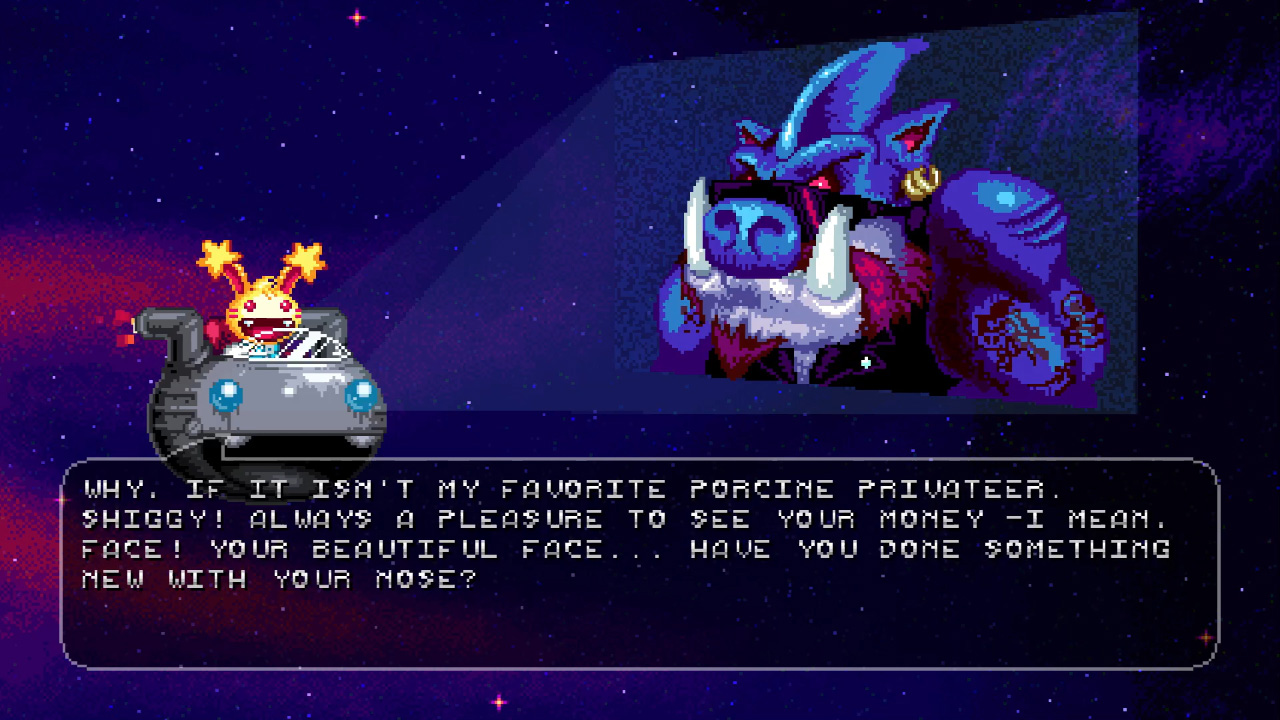 WHY. IF IT ISN'T MY FAVORITE PORCINE PRIVATEER.
SHIGGY! ALWAYS A PLEASURE TO SEE YOUR MONEY -I MEAN.
FACE! YOUR BEAUTIFUL FACE... HAVE YOU DONE SOMETHING
NEW WITH YOUR NOSE?